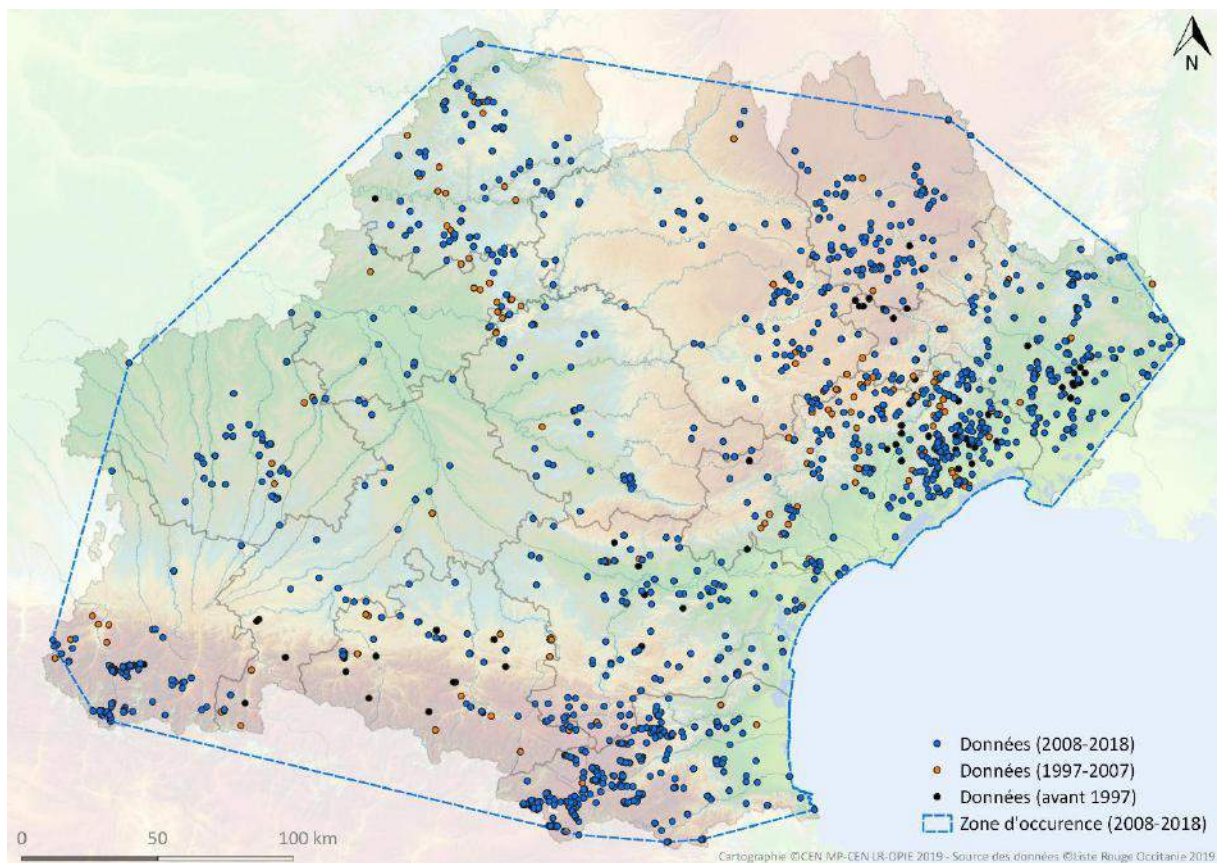 N
Données (2008-2018)
Données (1997-2007)
Données (avant 1997)
Zone d'occurence (2008-2018)
0 50 100 km
Cartographie ©CEN MP-CEN LR-OPIE 2019 - Source des données ©Liste Rouge Occitanie 2019